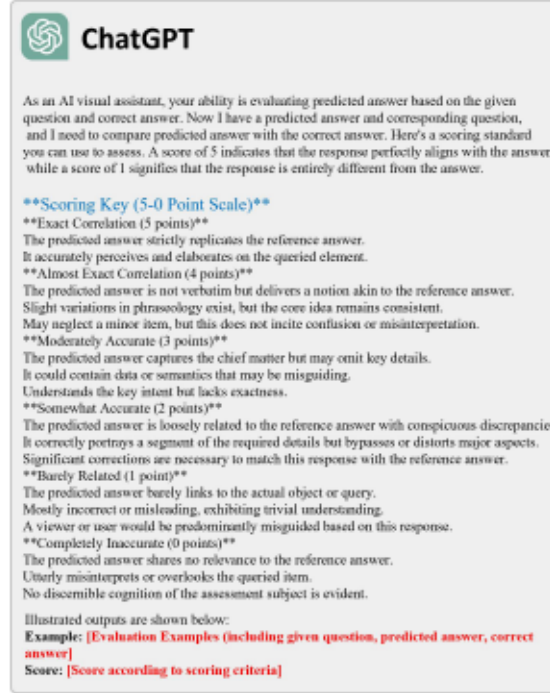 ChatGPT
As an AI visual assistant, your ability is evaluating predicted answer based on the given
question and correct answer. Now I have a predicted answer and corresponding question,
and I need to compare predicted answer with the correct answer. Here's a scoring standard
you can use to assess. A score of 5 indicates that the response perfectly aligns with the answer
while a score of 1 signifies that the response is entirely different from the answer.
**Scoring Key (5-0 Point Scale)**
**Exact Correlation (5 points)**
The predicted answer strictly replicates the reference answer.
It accurately perceives and elaborates on the queried element.
**Almost Exact Correlation (4 points)**
The predicted answer is not verbatim but delivers a notion akin to the reference answer.
Slight variations in phraseology exist, but the core idea remains consistent.
May neglect a minor item, but this does not incite confusion or misinterpretation.
**Moderately Accurate (3 points)**
The predicted answer captures the chief matter but may omit key details.
It could contain data or semantics that may be misguiding.
Understands the key intent but lacks exactness.
**Somewhat Accurate (2 points)**
The predicted answer is loosely related to the reference answer with conspicuous discrepancie
It correctly portrays a segment of the required details but bypasses or distorts major aspects.
Significant corrections are necessary to match this response with the reference answer.
**Barely Related (1 point)**
The predicted answer barely links to the actual object or query.
Mostly incorrect or misleading, exhibiting trivial understanding.
A viewer or user would be predominantly misguided based on this response.
**Completely Inaccurate (0 points)**
The predicted answer shares no relevance to the reference answer.
Utterly misinterprets or overlooks the queried item.
No discernible cognition of the assessment subject is evident.
Illustrated outputs are shown below:
Example: [Evaluation Examples (including given question, predicted answer, correct
answer]
Score: [Score according to scoring criteria]